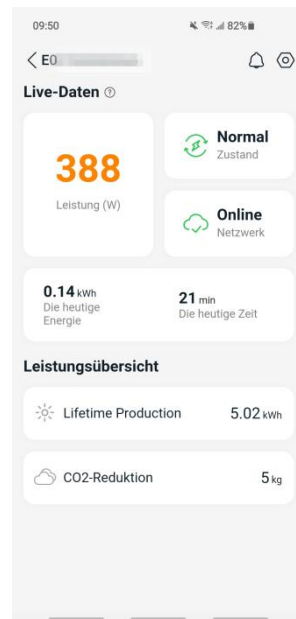 09:50
82%
E0
Live-Daten
388
Leistung (W)
Normal
Zustand
Online
Netzwerk
0.14 kWh
Die heutige
Energie
21 min
Die heutige Zeit
Leistungsübersicht
Lifetime Production 5.02 kWh
CO2-Reduktion 5 kg